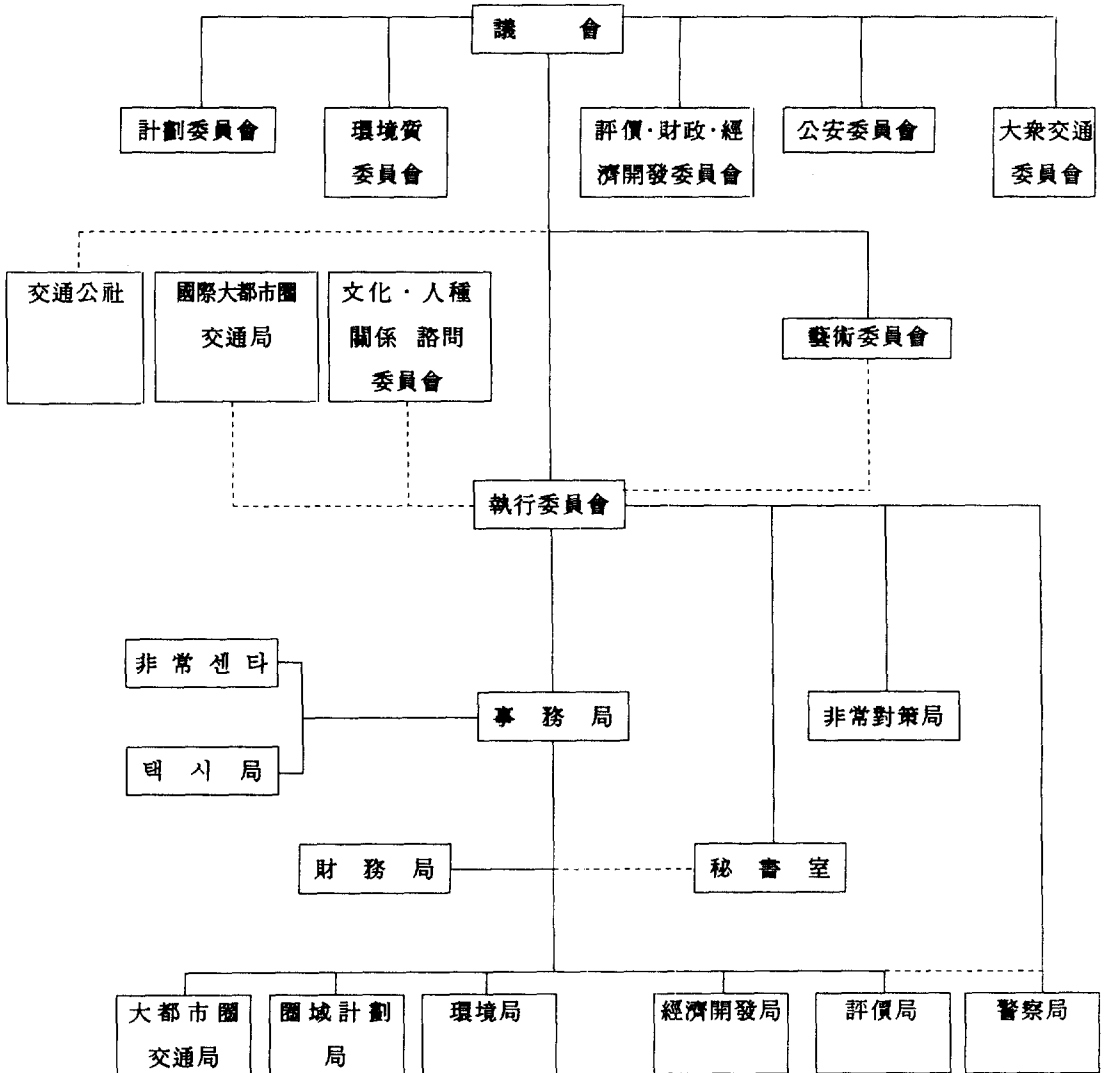 議 會
計劃委員會
環境質
委員會
評價·財政·經
濟開發委員會
公安委員會
大衆交通
委員會
交通公社
國際大都市圈
交通局
文化 · 人種
關係 諮問
委員會
藝術委員會
執行委員會
非 常 센 타
事 務 局
非常對策局
택 시 局
財 務 局
秘 書 室
大都市圈
交通局
圈域計劃
局
環境局
經濟開發局
評價局
警察局